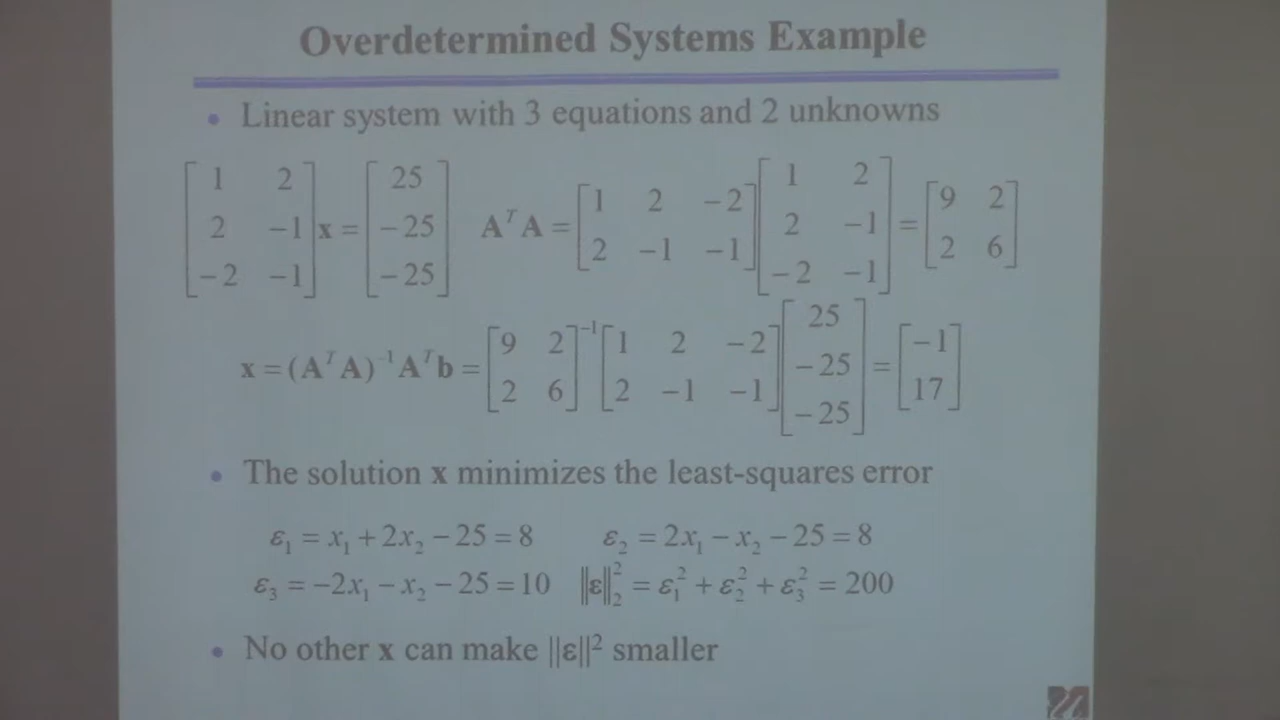 Overdetermined Systems Example
• Linear system with 3 equations and 2 unknowns
[1 2; 2 −1; −2 −1] x = [25; −25; −25]   AᵀA = [1 2 −2; 2 −1 −1] [1 2; 2 −1; −2 −1] = [9 2; 2 6]
x = (AᵀA)⁻¹Aᵀb = [9 2; 2 6]⁻¹ [1 2 −2; 2 −1 −1] [25; −25; −25] = [−1; 17]
• The solution x minimizes the least-squares error
ε₁ = x₁ + 2x₂ − 25 = 8   ε₂ = 2x₁ − x₂ − 25 = 8
ε₃ = −2x₁ − x₂ − 25 = 10   ‖ε‖₂² = ε₁² + ε₂² + ε₃² = 200
• No other x can make ||ε||² smaller